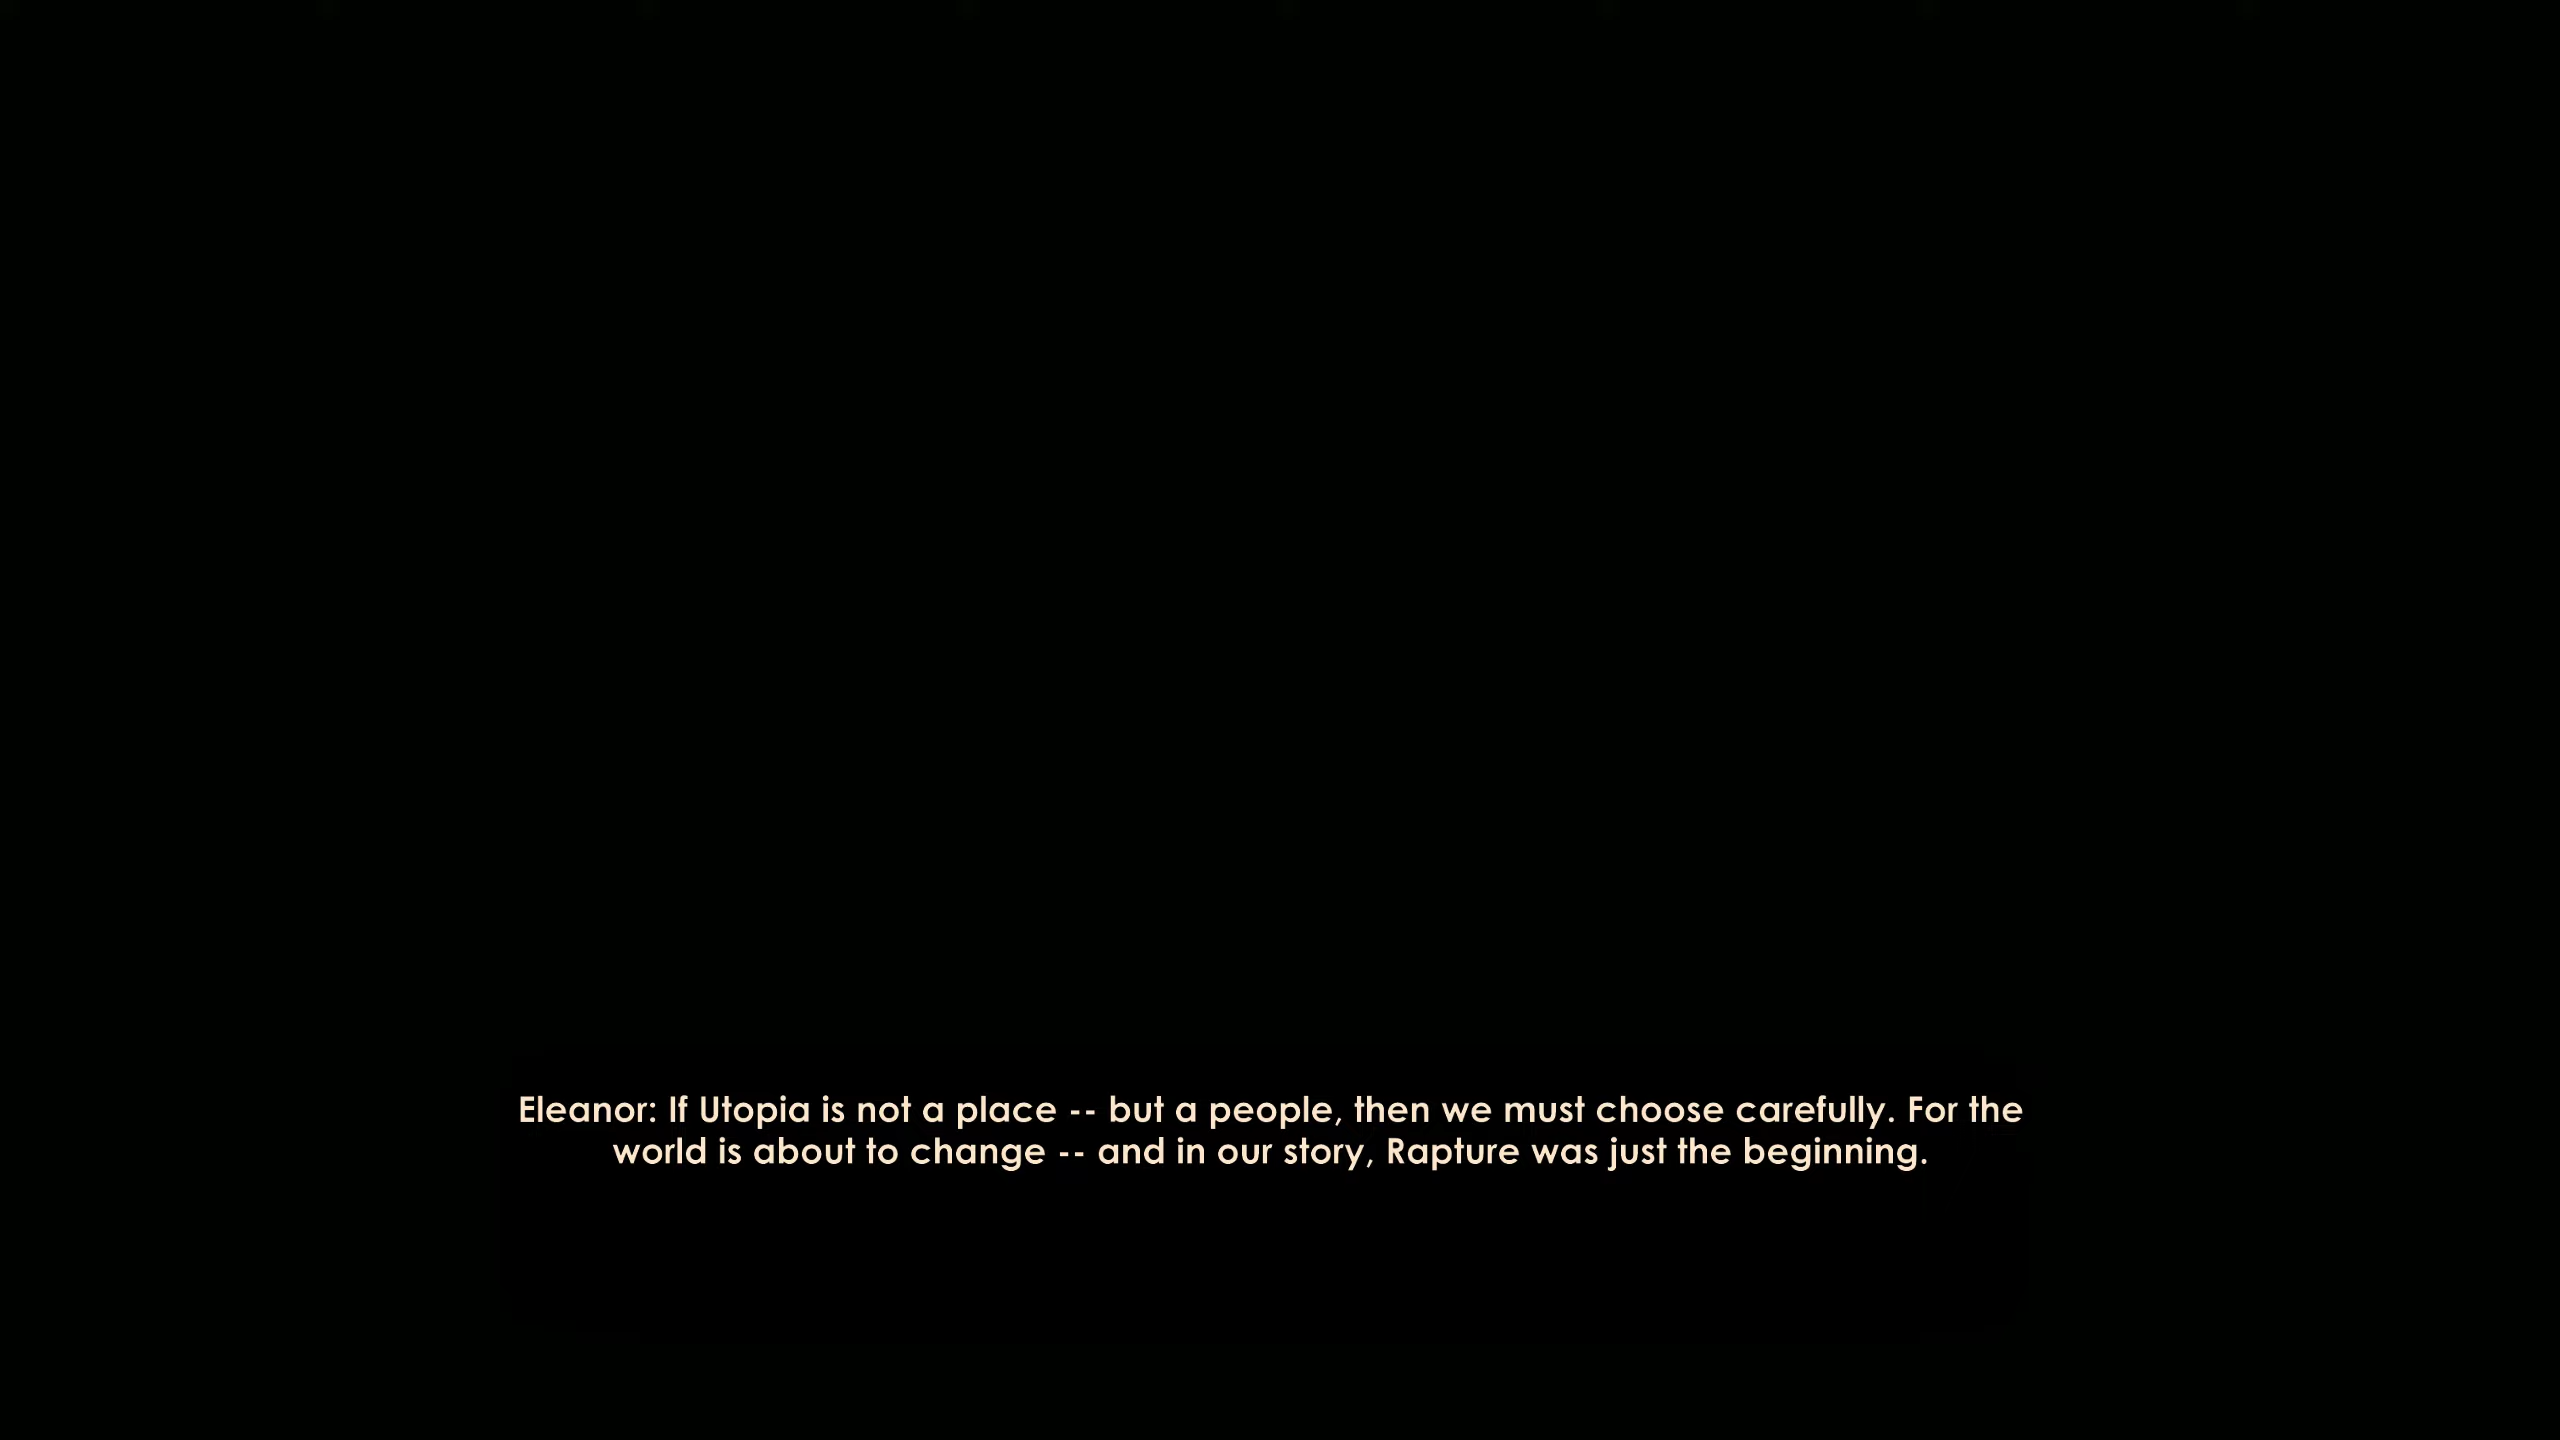 Eleanor: If Utopia is not a place -- but a people, then we must choose carefully. For the
world is about to change -- and in our story, Rapture was just the beginning.